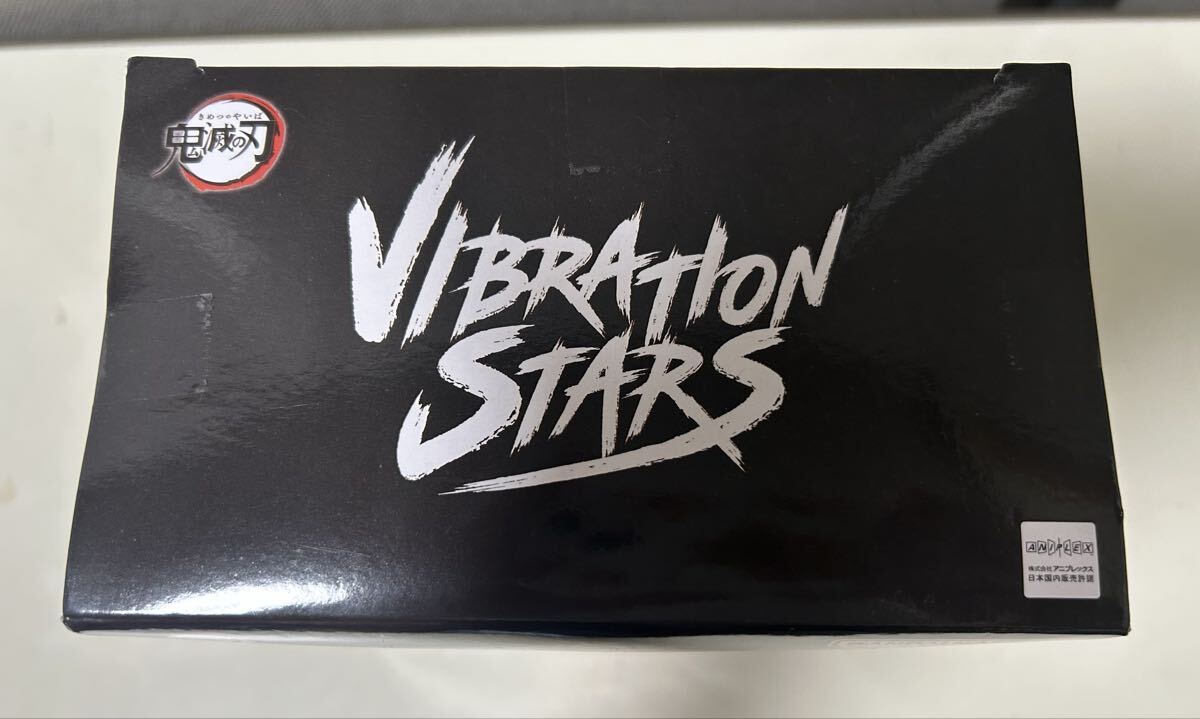 きめつのやいば
鬼滅の刃
VIBRATION
STARS
ANIPLEX
株式会社アニプレックス
日本国内販売許諾